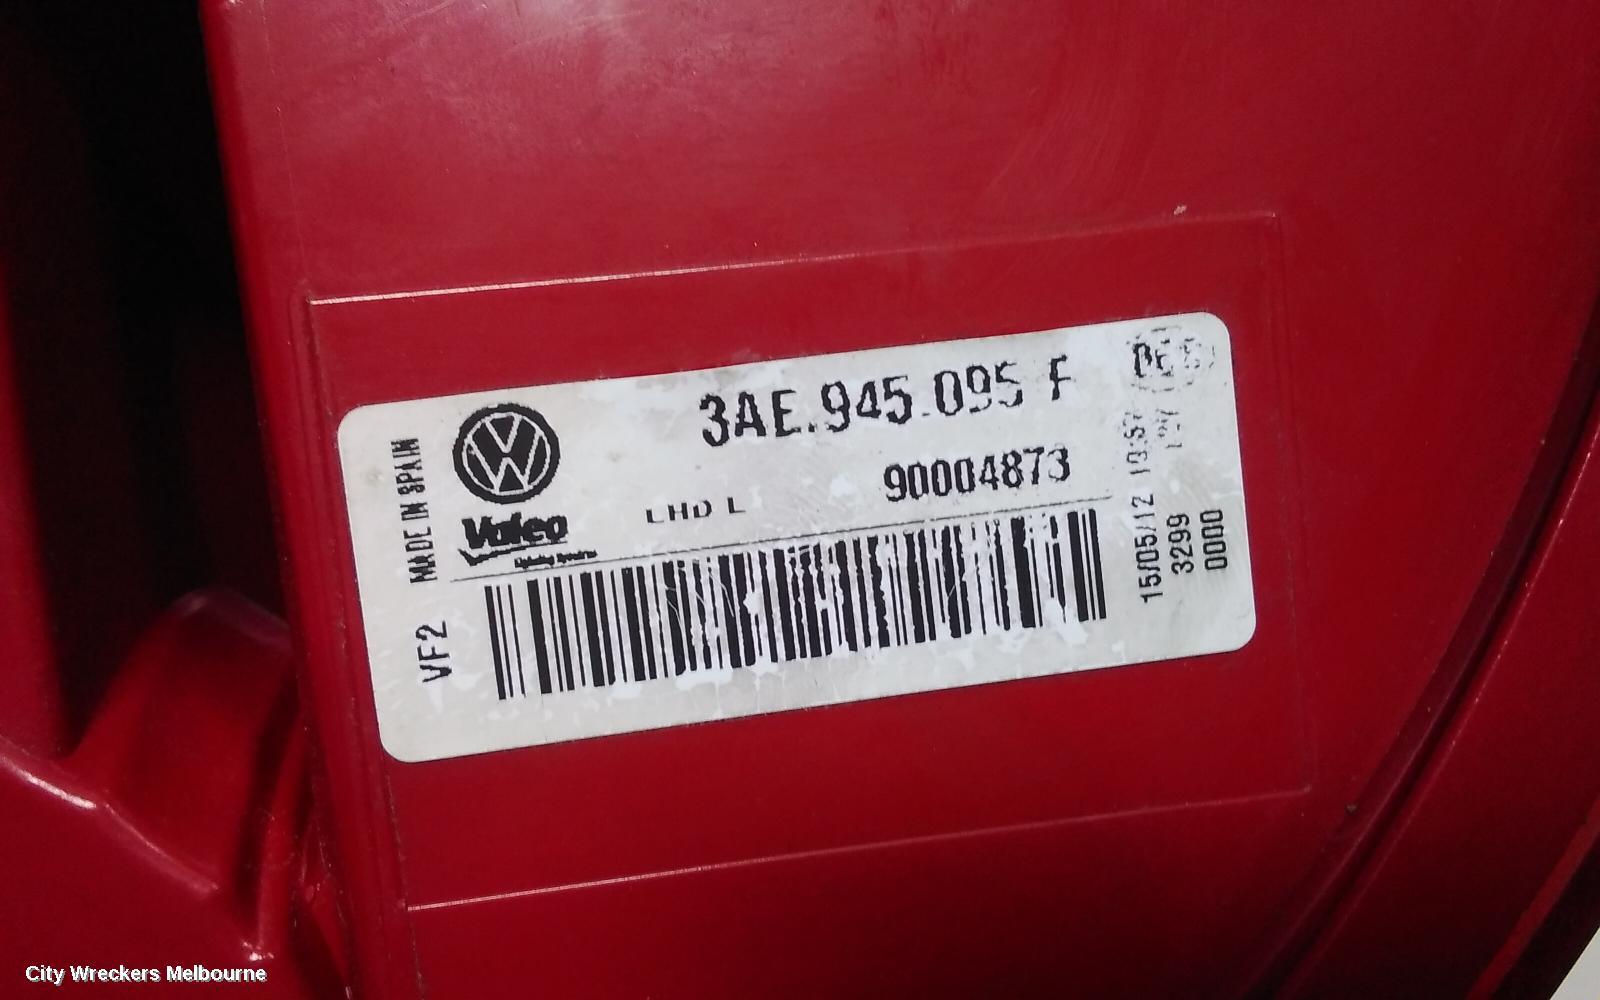 3AE.945.095 F
MADE IN SPAIN
Valeo
LHD L
90004873
VF2
15/05/12
3299
0000
City Wreckers Melbourne